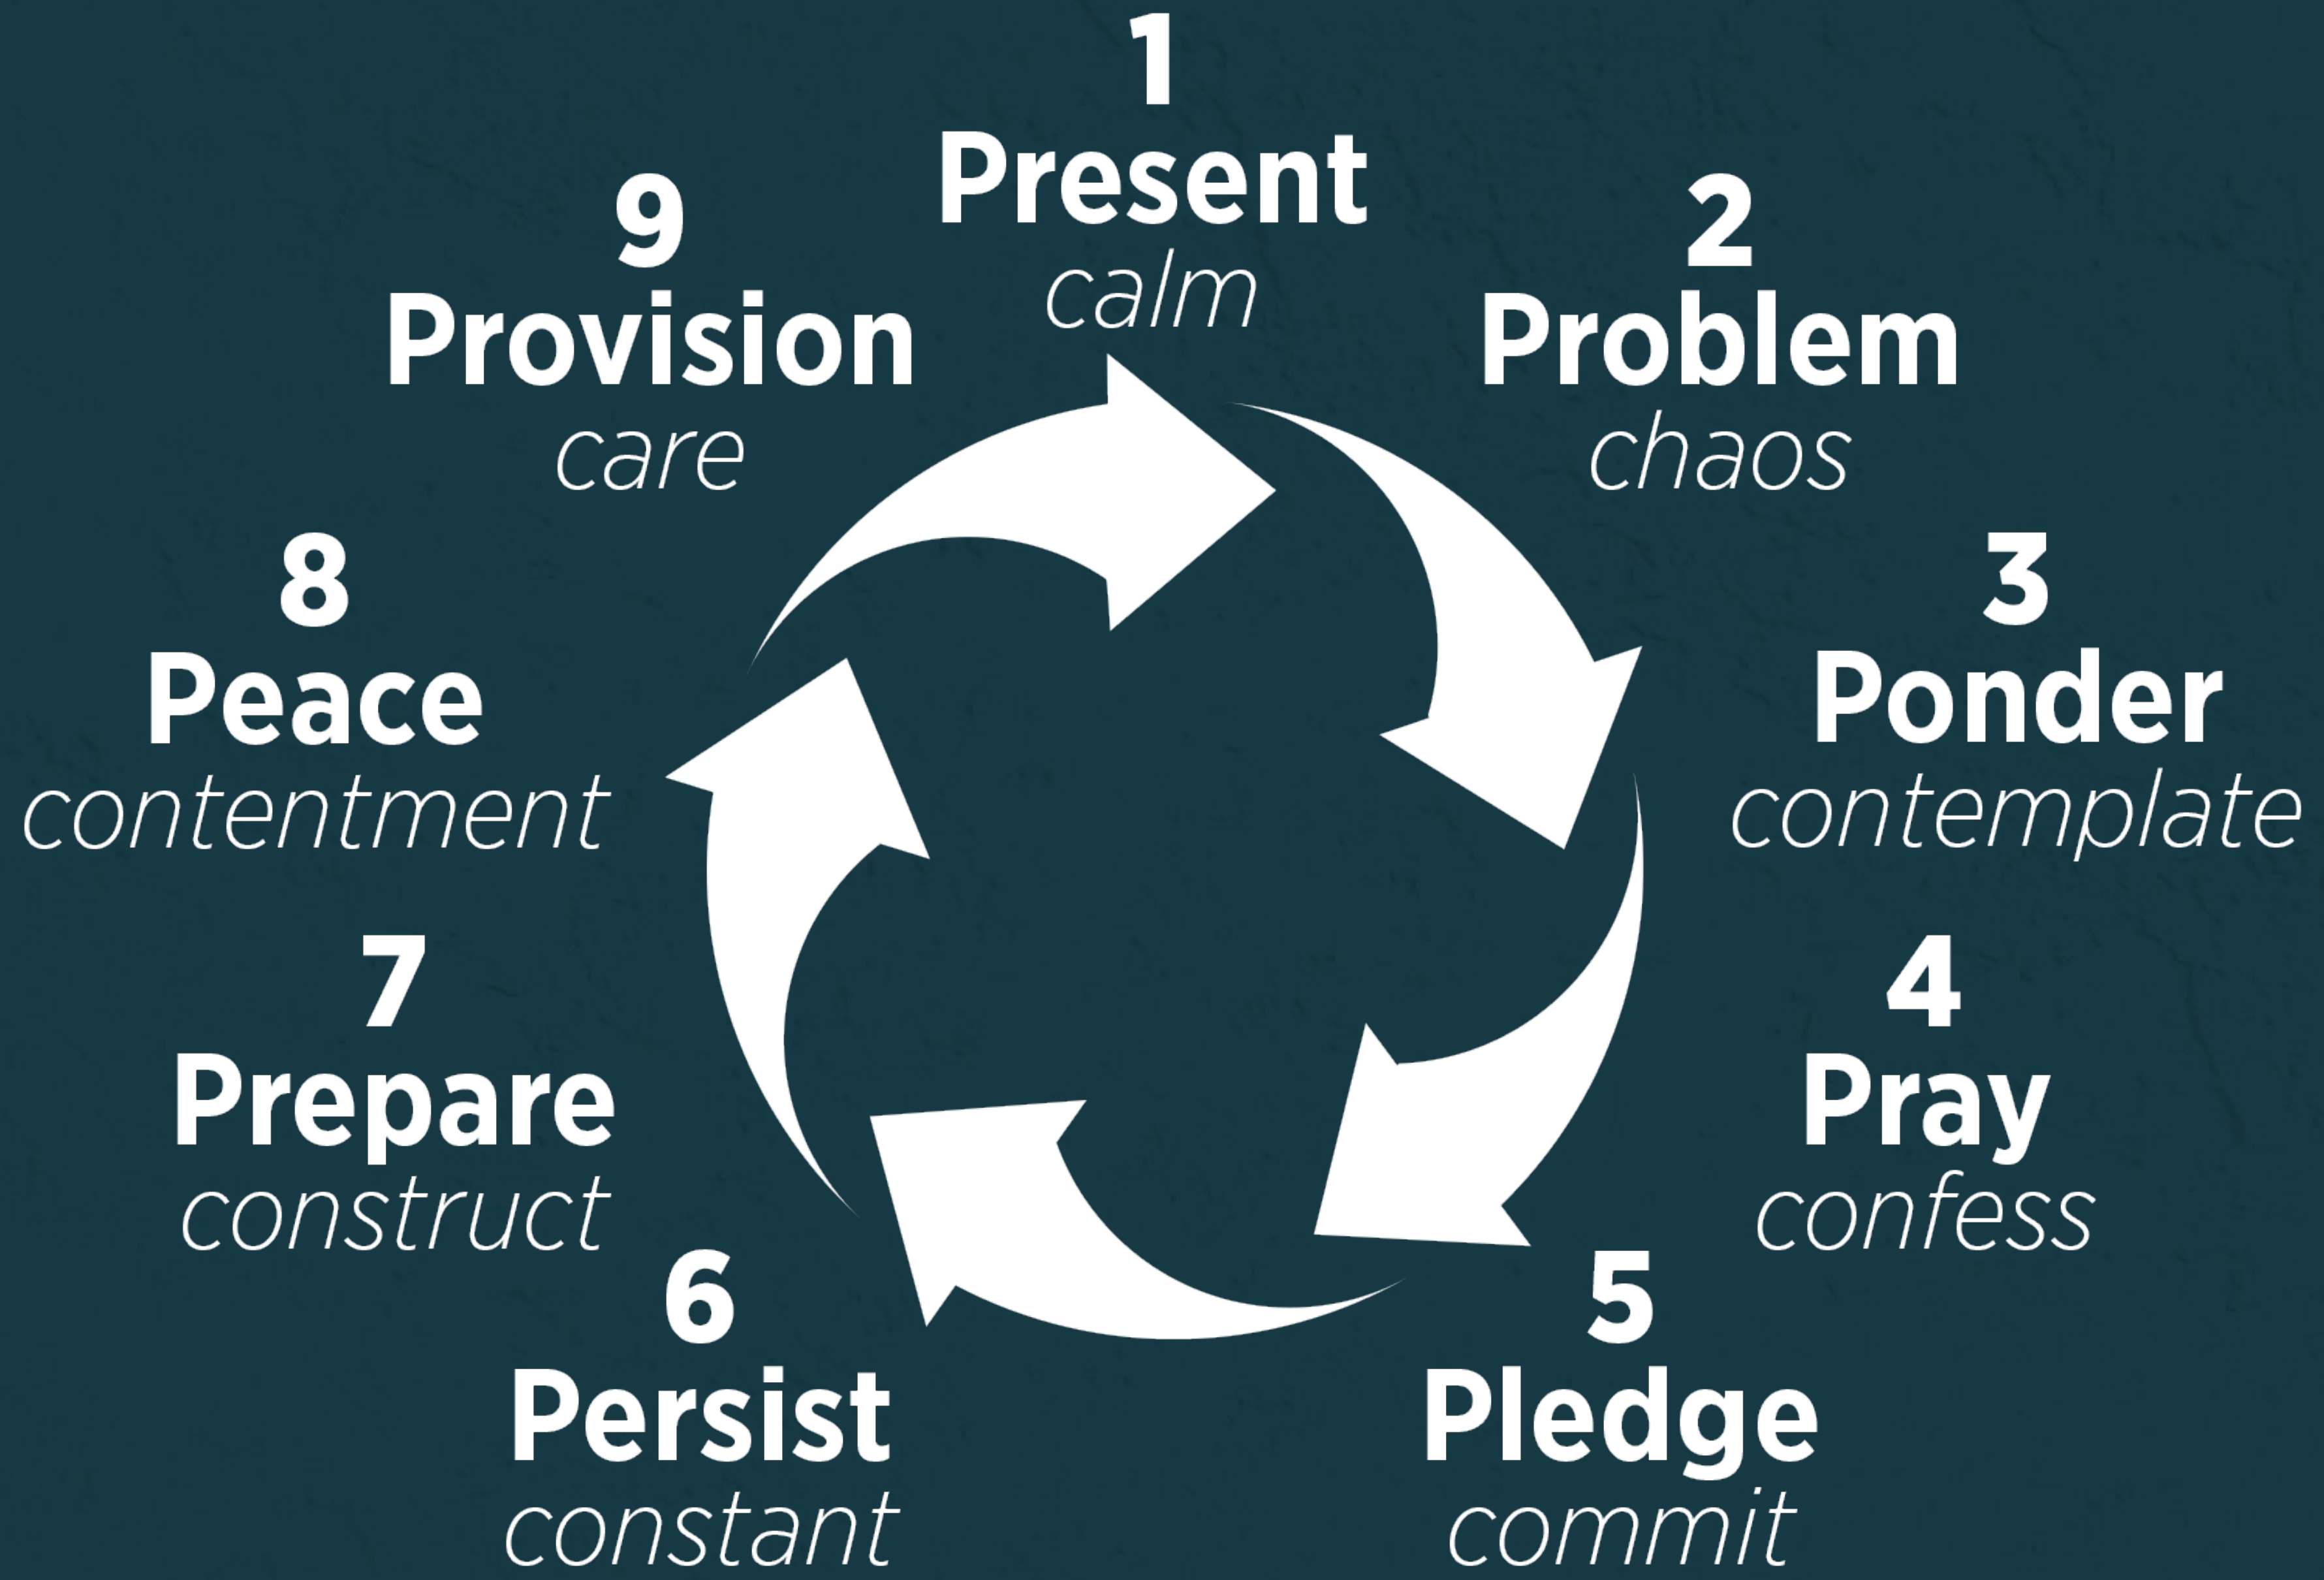 1
Present
calm
2
Problem
chaos
3
Ponder
contemplate
4
Pray
confess
5
Pledge
commit
6
Persist
constant
7
Prepare
construct
8
Peace
contentment
9
Provision
care